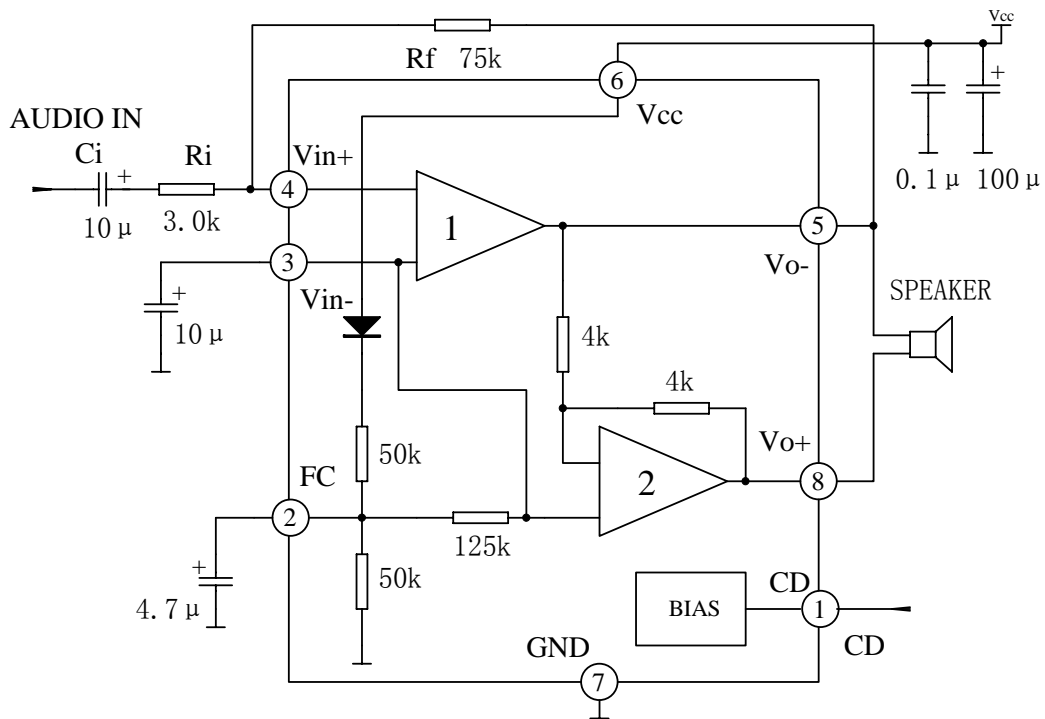 Vcc
Rf 75k
6
Vcc
AUDIO IN
Ci
Ri
Vin+
4
1
0.1μ
100μ
10μ
3.0k
5
3
Vo-
Vin-
SPEAKER
10μ
4k
4k
Vo+
50k
FC
2
8
2
125k
50k
4.7μ
CD
BIAS
1
GND
CD
7